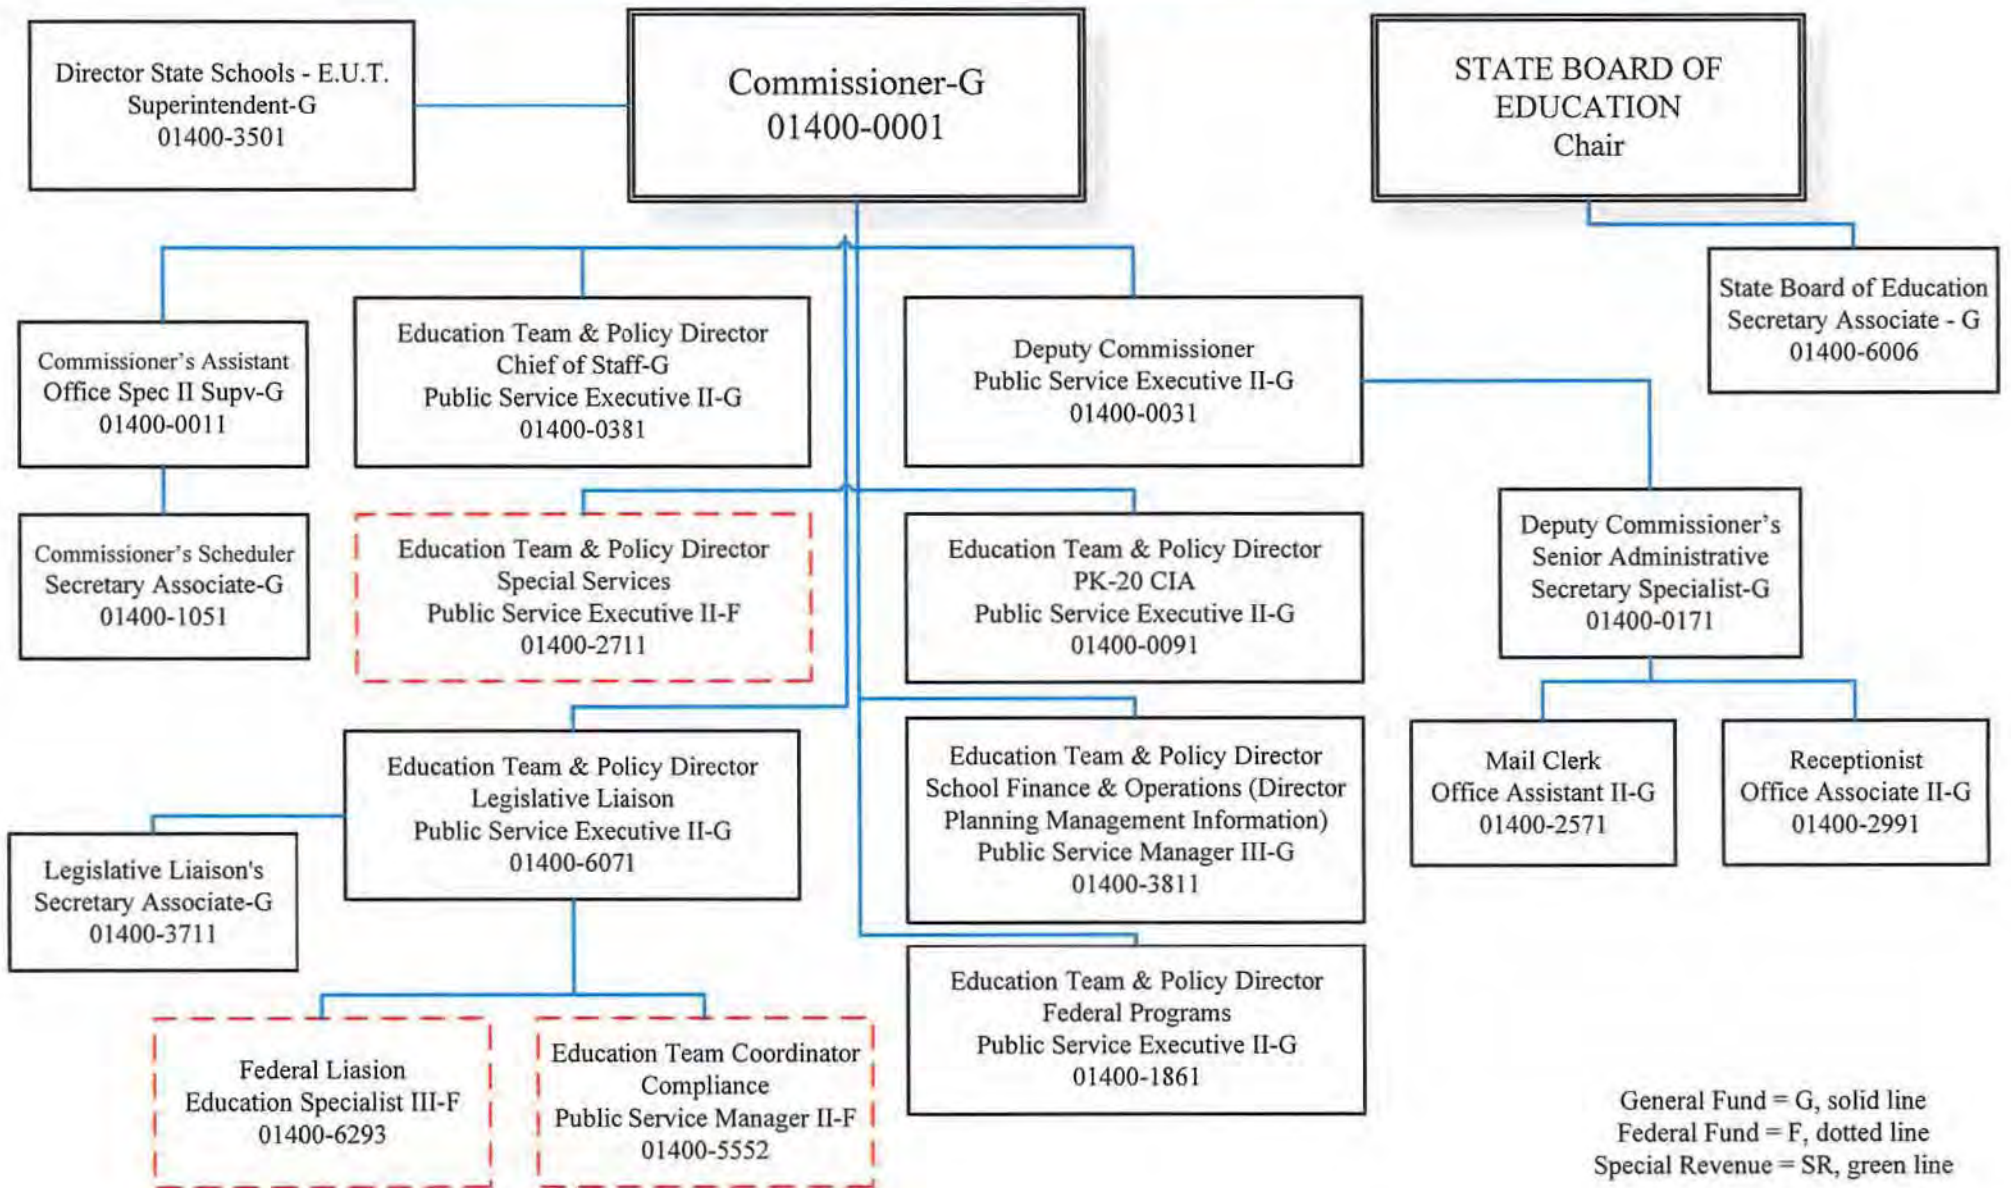 Director State Schools - E.U.T.
Superintendent-G
01400-3501
Commissioner-G
01400-0001
STATE BOARD OF
EDUCATION
Chair
State Board of Education
Secretary Associate - G
01400-6006
Commissioner's Assistant
Office Spec II Supv-G
01400-0011
Education Team & Policy Director
Chief of Staff-G
Public Service Executive II-G
01400-0381
Deputy Commissioner
Public Service Executive II-G
01400-0031
Commissioner's Scheduler
Secretary Associate-G
01400-1051
Education Team & Policy Director
Special Services
Public Service Executive II-F
01400-2711
Education Team & Policy Director
PK-20 CIA
Public Service Executive II-G
01400-0091
Deputy Commissioner's
Senior Administrative
Secretary Specialist-G
01400-0171
Education Team & Policy Director
Legislative Liaison
Public Service Executive II-G
01400-6071
Education Team & Policy Director
School Finance & Operations (Director
Planning Management Information)
Public Service Manager III-G
01400-3811
Mail Clerk
Office Assistant II-G
01400-2571
Receptionist
Office Associate II-G
01400-2991
Legislative Liaison's
Secretary Associate-G
01400-3711
Education Team & Policy Director
Federal Programs
Public Service Executive II-G
01400-1861
Federal Liasion
Education Specialist III-F
01400-6293
Education Team Coordinator
Compliance
Public Service Manager II-F
01400-5552
General Fund = G, solid line
Federal Fund = F, dotted line
Special Revenue = SR, green line